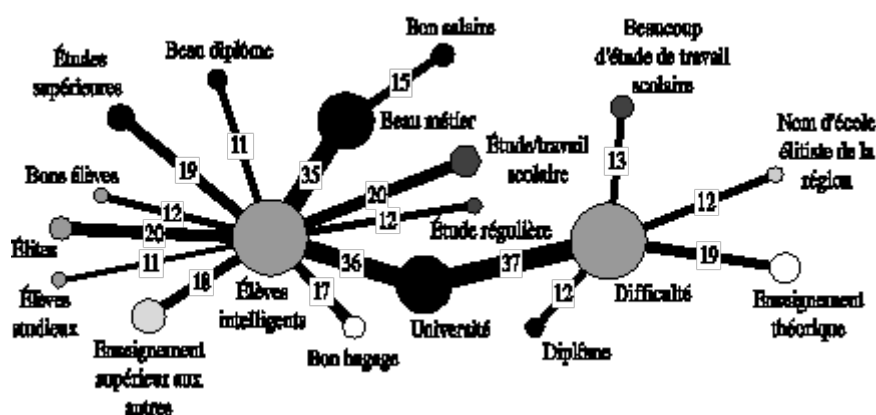 Beaucoup
d'étude de travail
scolaire
Bon salaire
Beau diplôme
Études
supérieures
15
Beau métier
Nom d'école
élitiste de la
région
11
13
Étude/travail
scolaire
19
35
Bons élèves
20
12
12
12
Étude régulière
Élites
20
36
37
19
11
18
17
12
Élèves
studieux
Élèves
intelligents
Université
Difficulté
Enseignement
théorique
Enseignement
supérieur aux
autres
Bon bagage
Diplôme